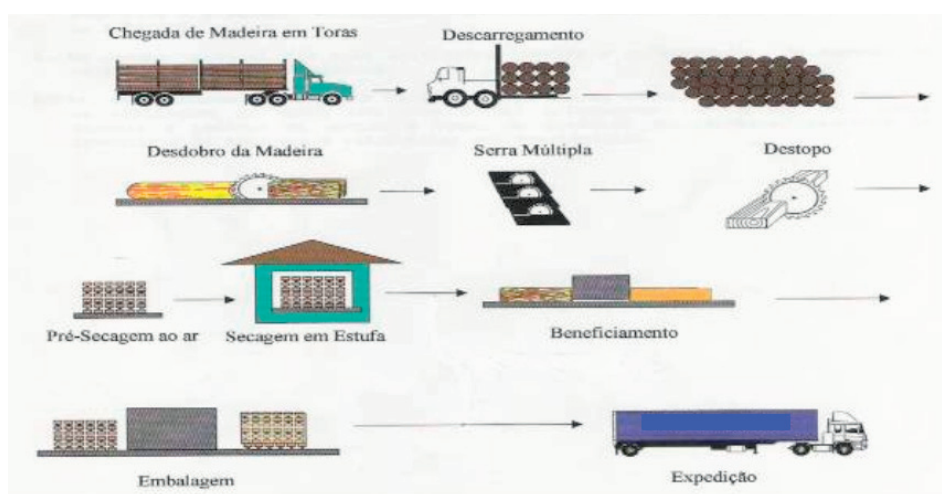 Chegada de Madeira em Toras
Descarregamento
Desdobro da Madeira
Serra Múltipla
Destopo
Pré-Secagem ao ar
Secagem em Estufa
Beneficiamento
Embalagem
Expedição